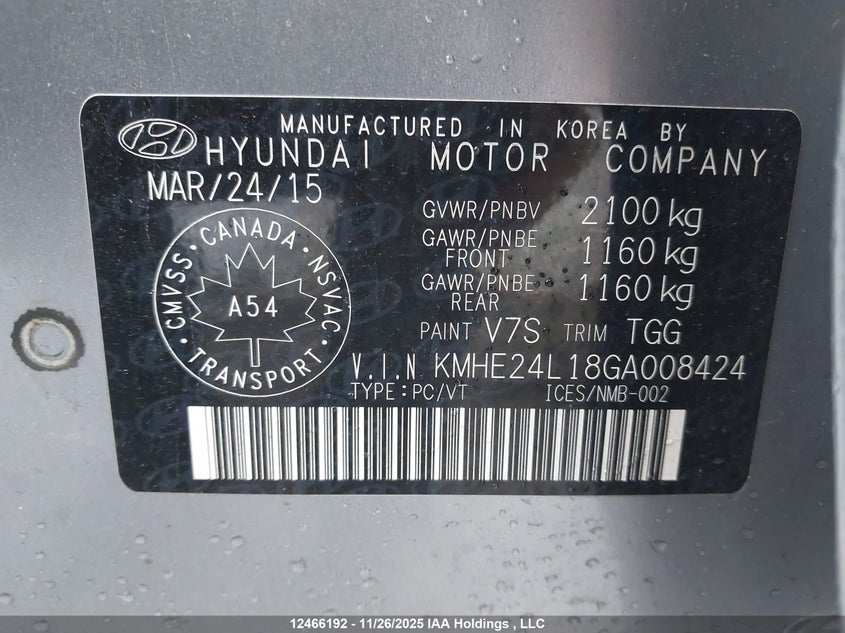 MANUFACTURED IN KOREA BY
HYUNDAI MOTOR COMPANY
MAR/24/15
GVWR/PNBV 2100 kg
GAWR/PNBE FRONT 1160 kg
GAWR/PNBE REAR 1160 kg
CMVSS · CANADA · NSVAC
A54
· TRANSPORT ·
PAINT V7S TRIM TGG
V.I.N KMHE24L18GA008424
TYPE:PC/VT ICES/NMB-002
12466192 - 11/26/2025 IAA Holdings , LLC